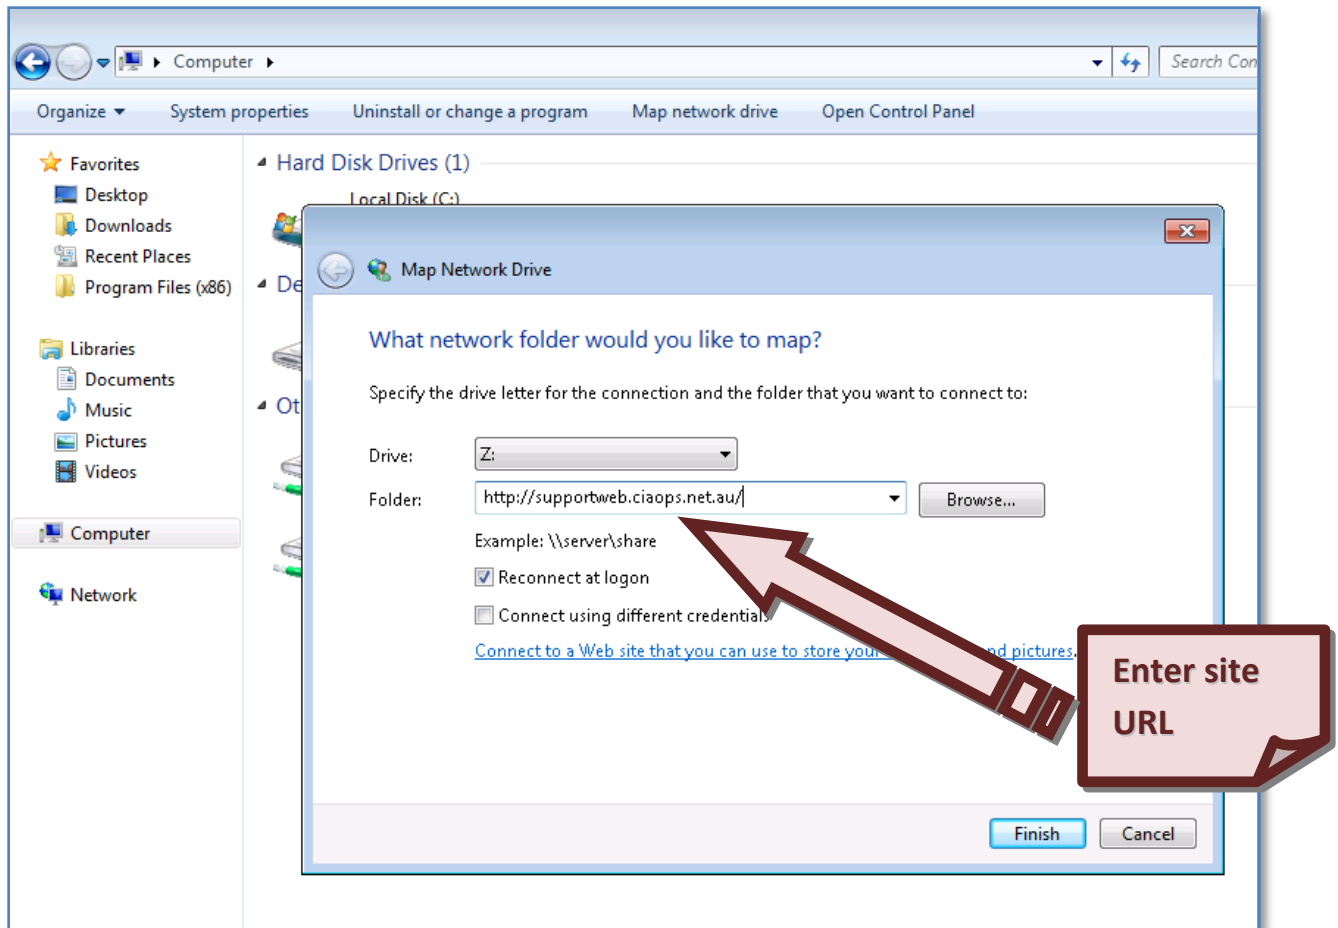 Computer
Search Con
Organize
System properties
Uninstall or change a program
Map network drive
Open Control Panel
Favorites
Desktop
Downloads
Recent Places
Program Files (x86)
Libraries
Documents
Music
Pictures
Videos
Computer
Network
Hard Disk Drives (1)
Local Disk (C:)
De
Ot
Map Network Drive
What network folder would you like to map?
Specify the drive letter for the connection and the folder that you want to connect to:
Drive:
Z:
Folder:
http://supportweb.ciaops.net.au/
Browse...
Example: \\server\share
Reconnect at logon
Connect using different credentials
Connect to a Web site that you can use to store your nd pictures.
Enter site
URL
Finish
Cancel